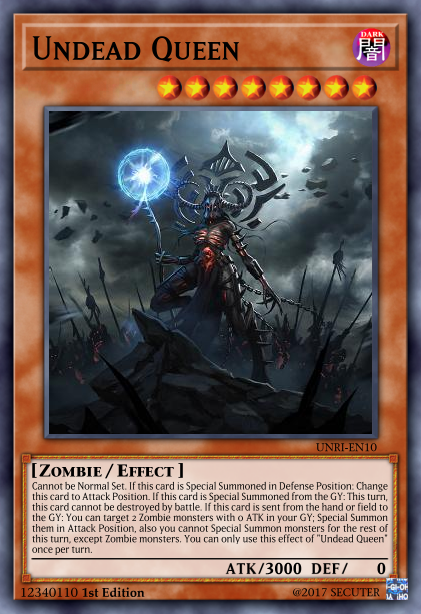 UNDEAD QUEEN
DARK
闇
UNRI-EN10
[ZOMBIE / EFFECT ]
Cannot be Normal Set. If this card is Special Summoned in Defense Position: Change
this card to Attack Position. If this card is Special Summoned from the GY: This turn,
this card cannot be destroyed by battle. If this card is sent from the hand or field to
the GY: You can target 2 Zombie monsters with 0 ATK in your GY; Special Summon
them in Attack Position, also you cannot Special Summon monsters for the rest of
this turn, except Zombie monsters. You can only use this effect of "Undead Queen"
once per turn.
ATK/3000 DEF/ 0
12340110 1st Edition ©2017 SECUTER